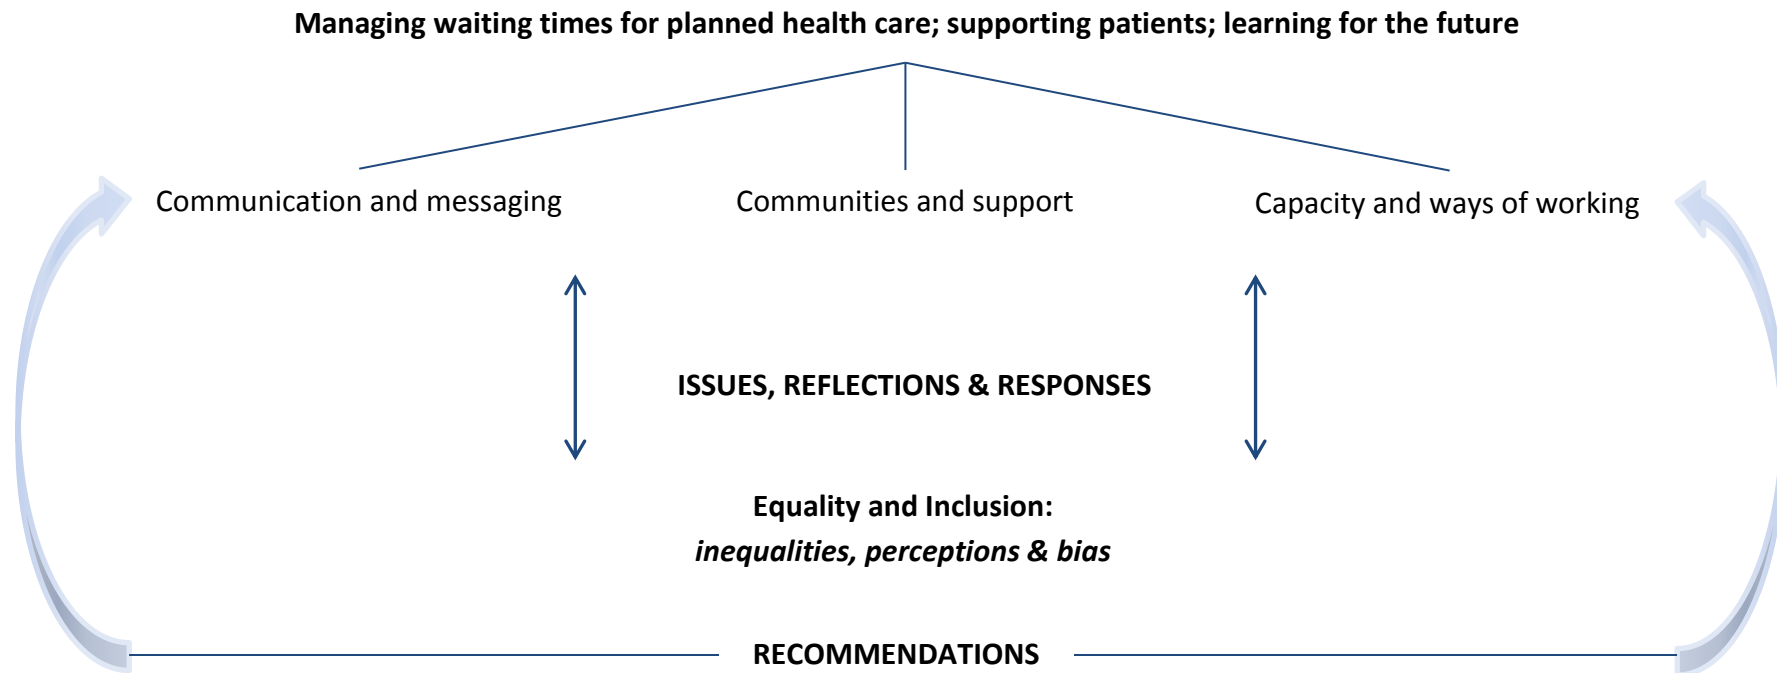 Managing waiting times for planned health care; supporting patients; learning for the future
Communication and messaging
Communities and support
Capacity and ways of working
ISSUES, REFLECTIONS & RESPONSES
Equality and Inclusion:
inequalities, perceptions & bias
RECOMMENDATIONS